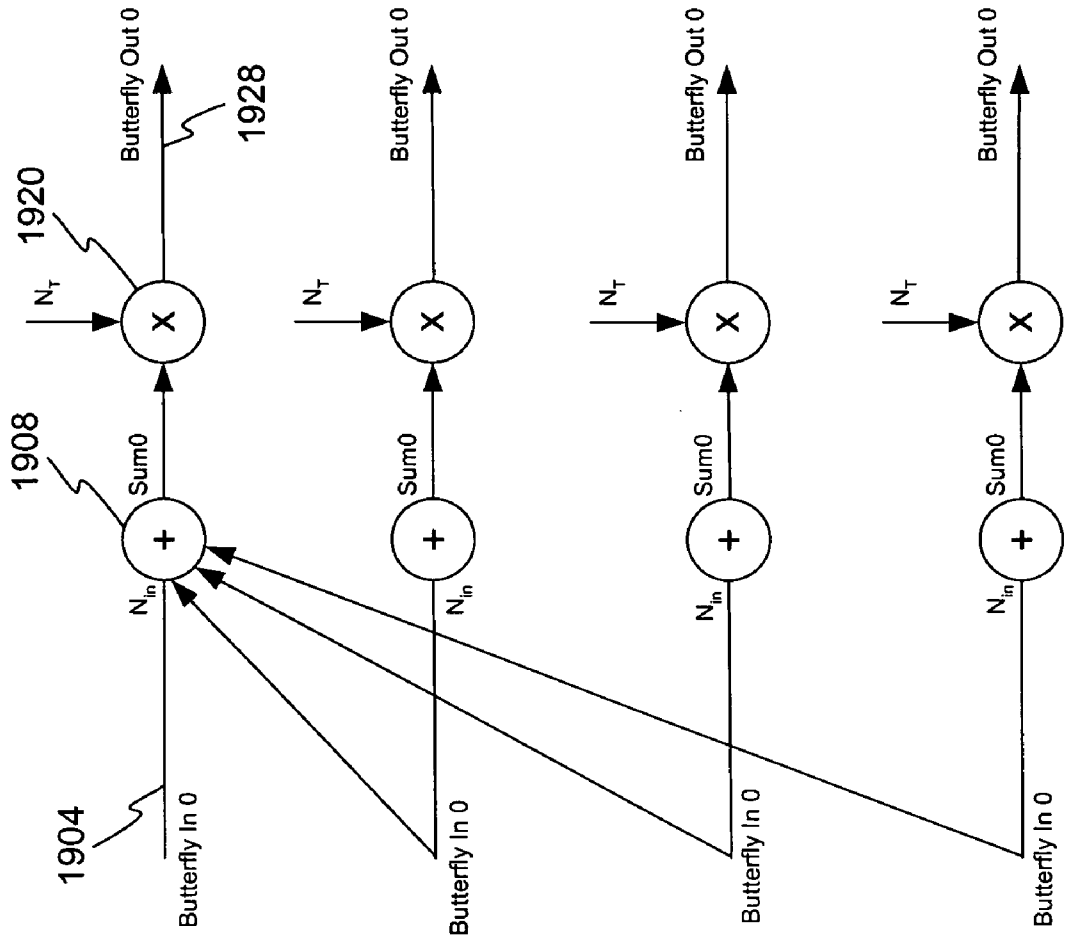 1904
Butterfly In 0
N_in
1908
+
Sum0
N_T
1920
X
Butterfly Out 0
1928
Butterfly In 0
N_in
+
Sum0
N_T
X
Butterfly Out 0
Butterfly In 0
N_in
+
Sum0
N_T
X
Butterfly Out 0
Butterfly In 0
N_in
+
Sum0
N_T
X
Butterfly Out 0